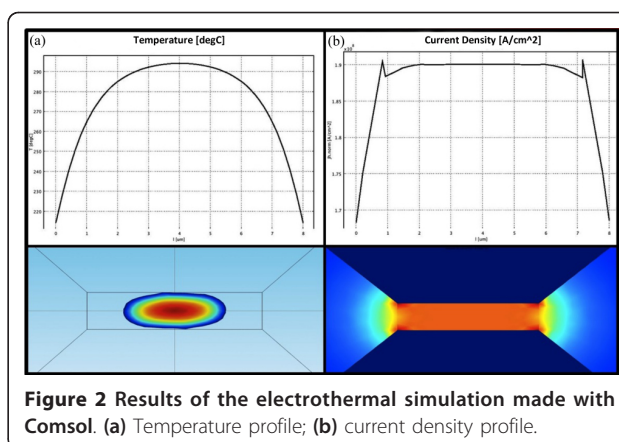 (a)
Temperature [degC]
290
280
270
260
250
240
230
220
T [degC]
0 1 2 3 4 5 6 7 8
l [um]
(b)
Current Density [A/cm^2]
1.9
1.85
1.8
1.75
1.7
0 1 2 3 4 5 6 7 8
l [um]
Figure 2 Results of the electrothermal simulation made with
Comsol. (a) Temperature profile; (b) current density profile.